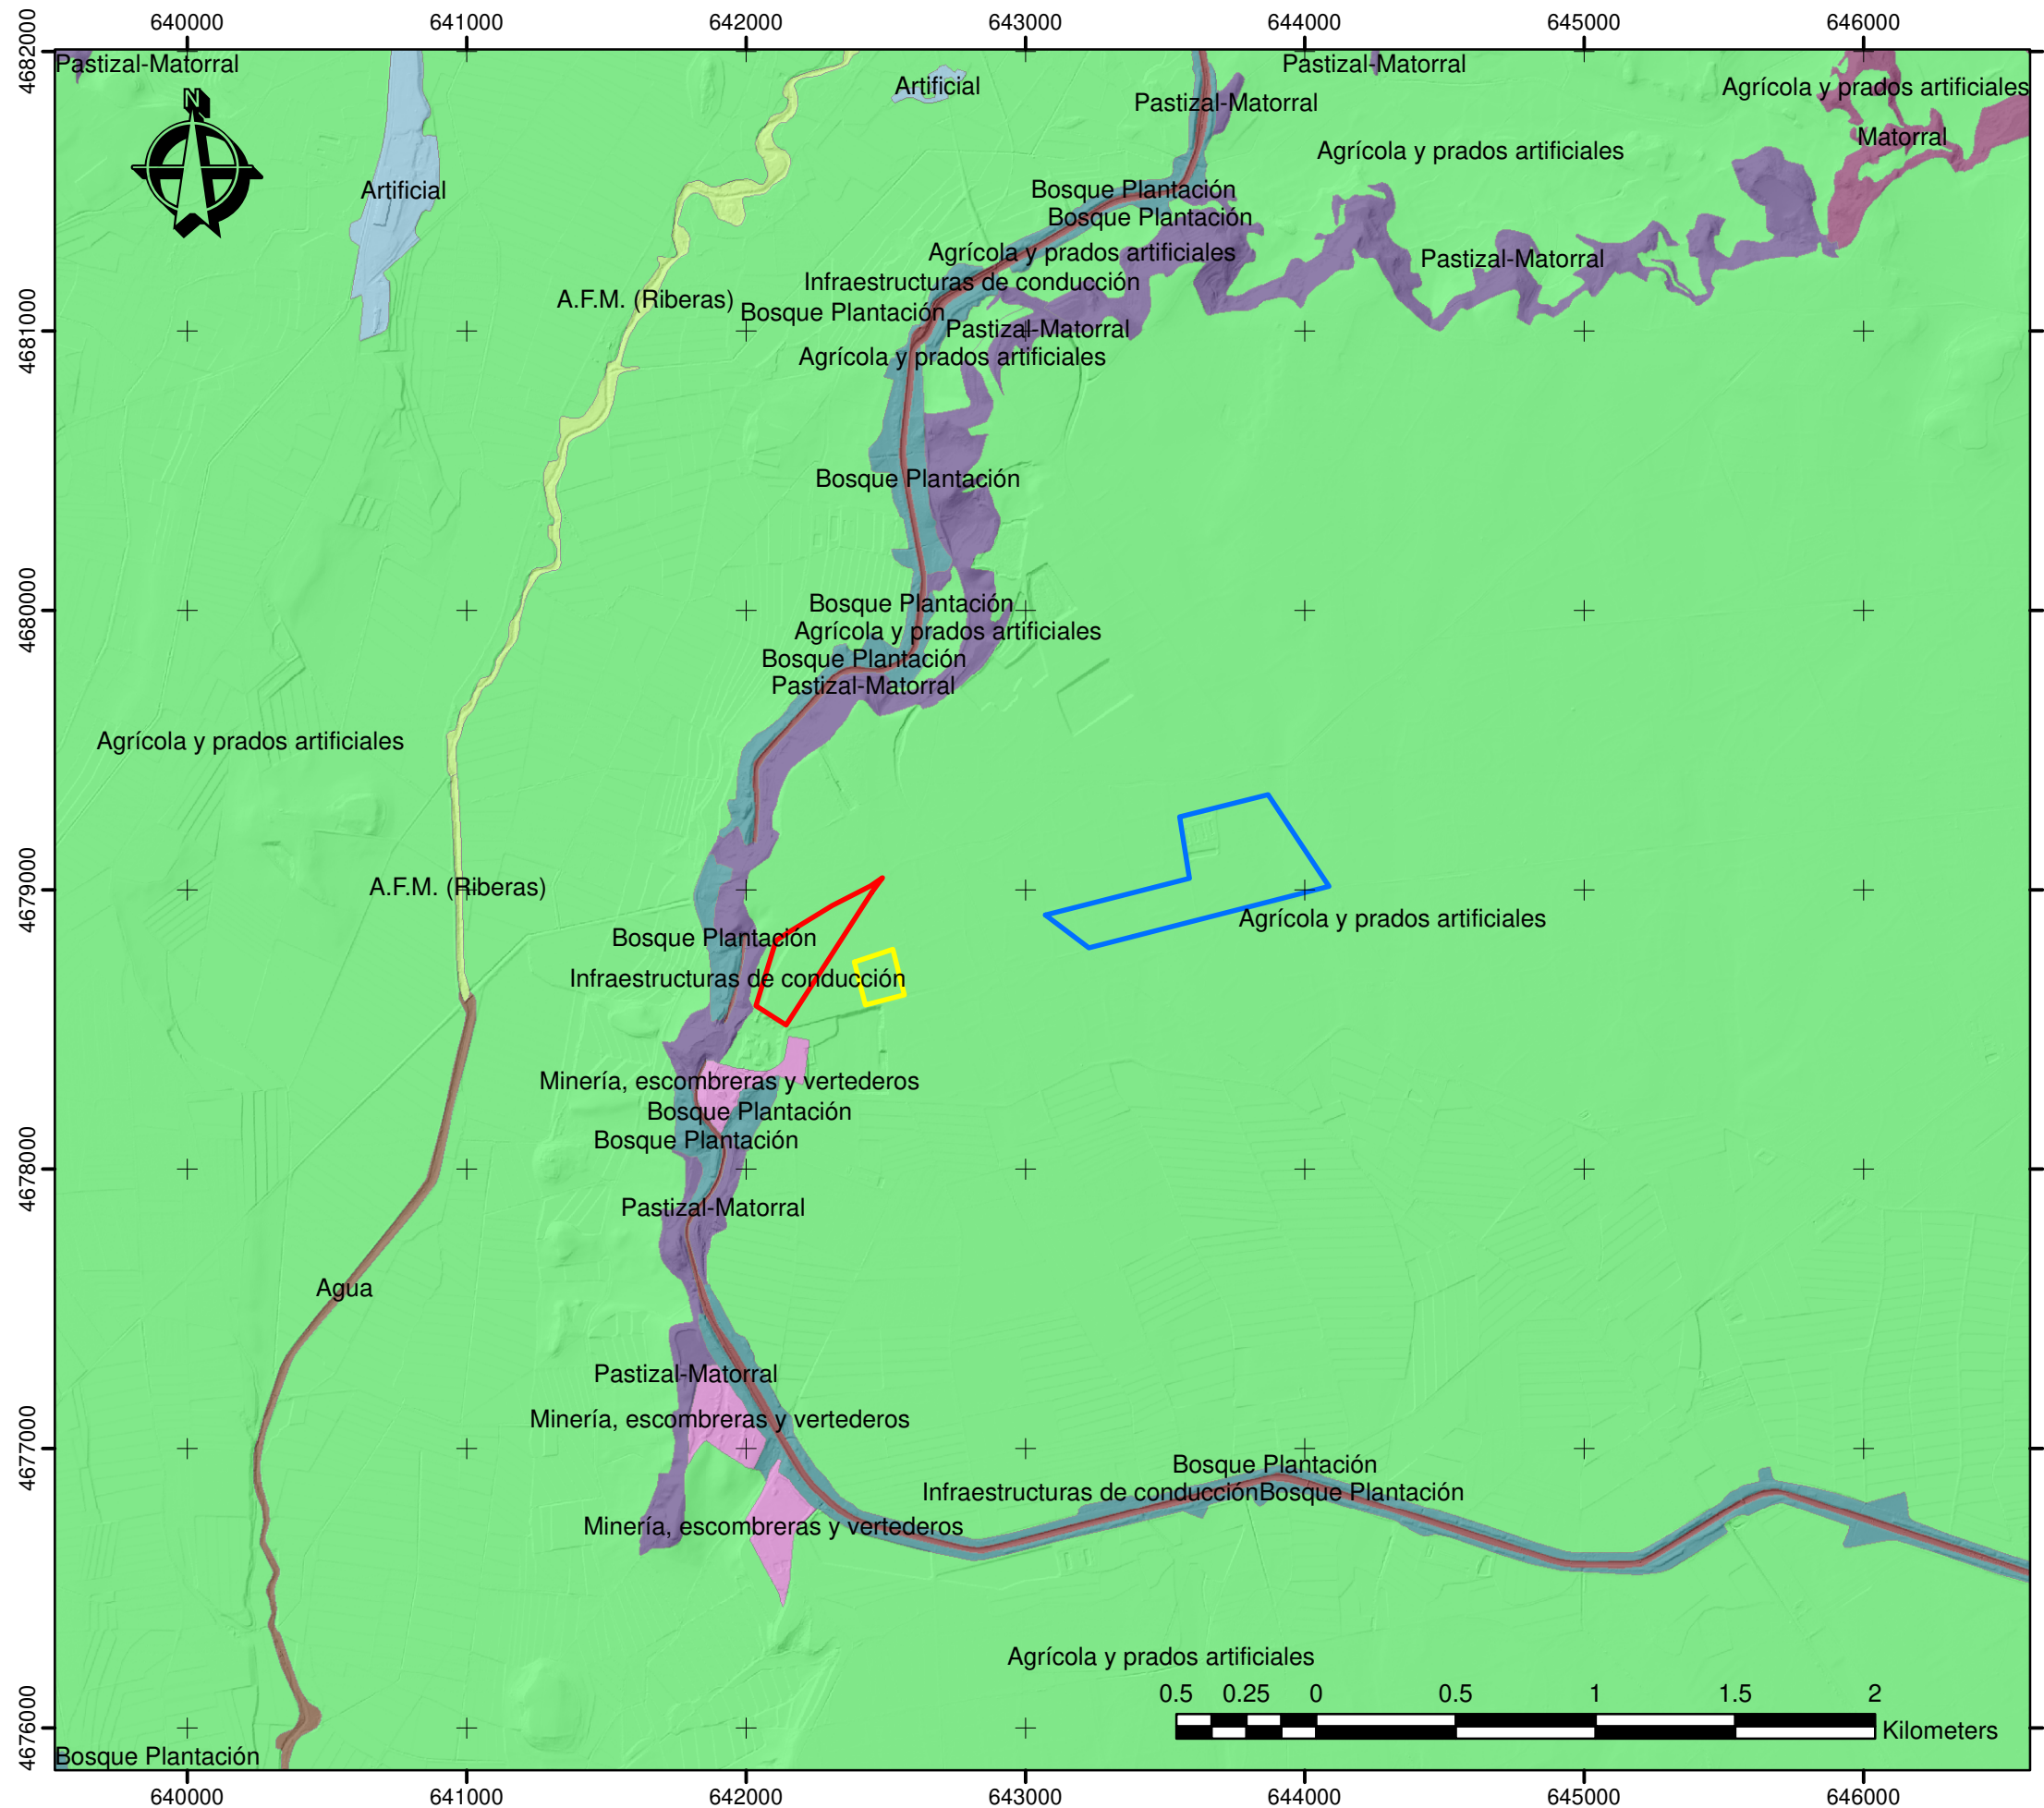 640000 641000 642000 643000 644000 645000 646000
4682000
Pastizal-Matorral
Pastizal-Matorral
Artificial
Agrícola y prados artificiales
N
Pastizal-Matorral
Matorral
Agrícola y prados artificiales
Artificial
Bosque Plantación
Bosque Plantación
Agrícola y prados artificiales
Pastizal-Matorral
Infraestructuras de conducción
A.F.M. (Riberas)
Bosque Plantación
4681000
Pastizal-Matorral
Agrícola y prados artificiales
Bosque Plantación
4680000
Bosque Plantación
Agrícola y prados artificiales
Bosque Plantación
Pastizal-Matorral
Agrícola y prados artificiales
4679000
A.F.M. (Riberas)
Agrícola y prados artificiales
Bosque Plantación
Infraestructuras de conducción
Minería, escombreras y vertederos
Bosque Plantación
Bosque Plantación
4678000
Pastizal-Matorral
Agua
Pastizal-Matorral
Minería, escombreras y vertederos
4677000
Bosque Plantación
Infraestructuras de conducción Bosque Plantación
Minería, escombreras y vertederos
Agrícola y prados artificiales
0.5 0.25 0 0.5 1 1.5 2
Kilometers
4676000
Bosque Plantación
640000 641000 642000 643000 644000 645000 646000